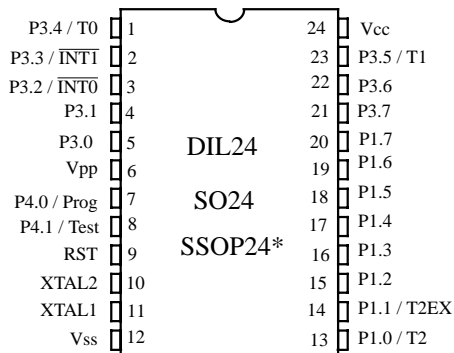 P3.4 / T0 1 24 Vcc
P3.3 / INT1 2 23 P3.5 / T1
P3.2 / INT0 3 22 P3.6
P3.1 4 21 P3.7
P3.0 5 20 P1.7
DIL24
Vpp 6 19 P1.6
P4.0 / Prog 7 18 P1.5
SO24
P4.1 / Test 8 17 P1.4
SSOP24*
RST 9 16 P1.3
XTAL2 10 15 P1.2
XTAL1 11 14 P1.1 / T2EX
Vss 12 13 P1.0 / T2